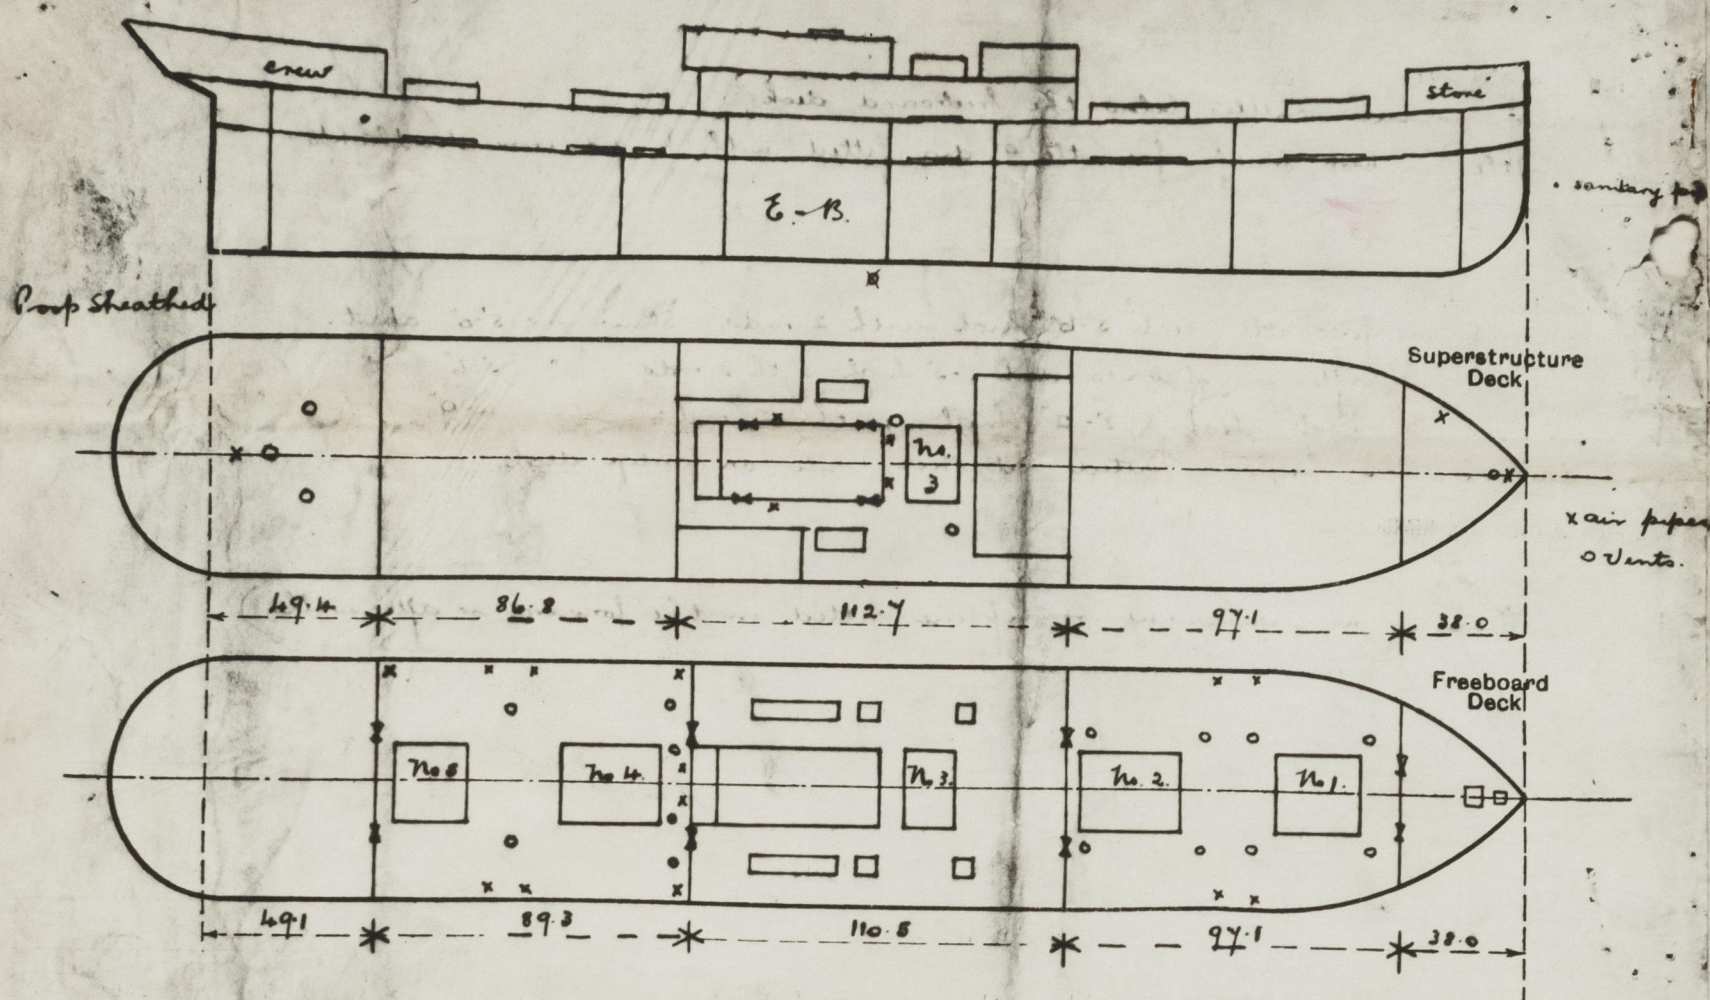 crew
store
E.-B.
• sanitary
Poop Sheathed
Superstructure
Deck
No.
3
x air pipes
o Vents.
49.4 86.8 112.7 97.1 38.0
Freeboard
Deck
No 5 No 4. No 3. No. 2. No 1.
49.1 89.3 110.5 97.1 38.0